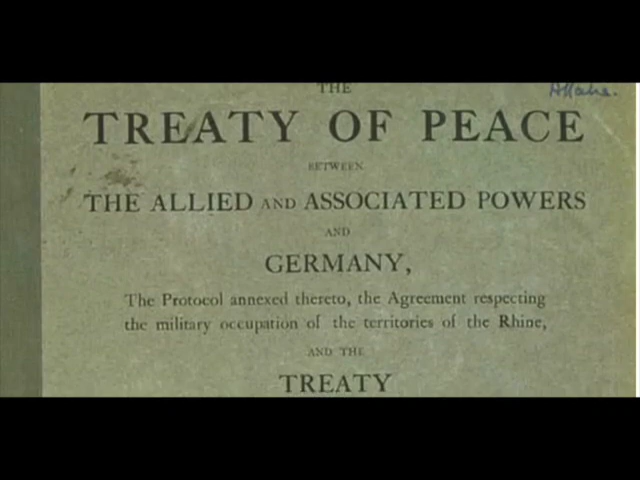 THE
TREATY OF PEACE
BETWEEN
THE ALLIED AND ASSOCIATED POWERS
AND
GERMANY,
The Protocol annexed thereto, the Agreement respecting
the military occupation of the territories of the Rhine,
AND THE
TREATY